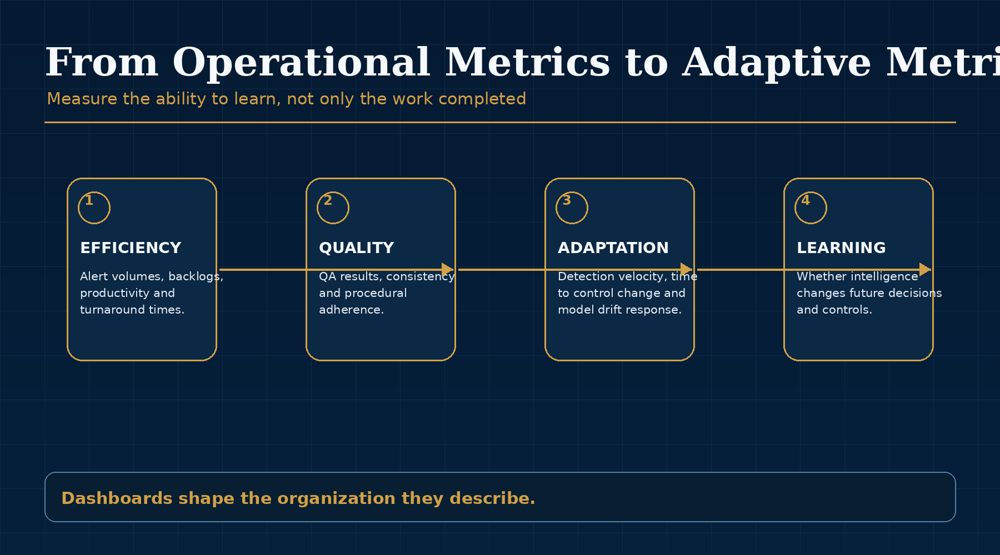 From Operational Metrics to Adaptive Metri
Measure the ability to learn, not only the work completed
1
EFFICIENCY
Alert volumes, backlogs,
productivity and
turnaround times.
2
QUALITY
QA results, consistency
and procedural
adherence.
3
ADAPTATION
Detection velocity, time
to control change and
model drift response.
4
LEARNING
Whether intelligence
changes future decisions
and controls.
Dashboards shape the organization they describe.